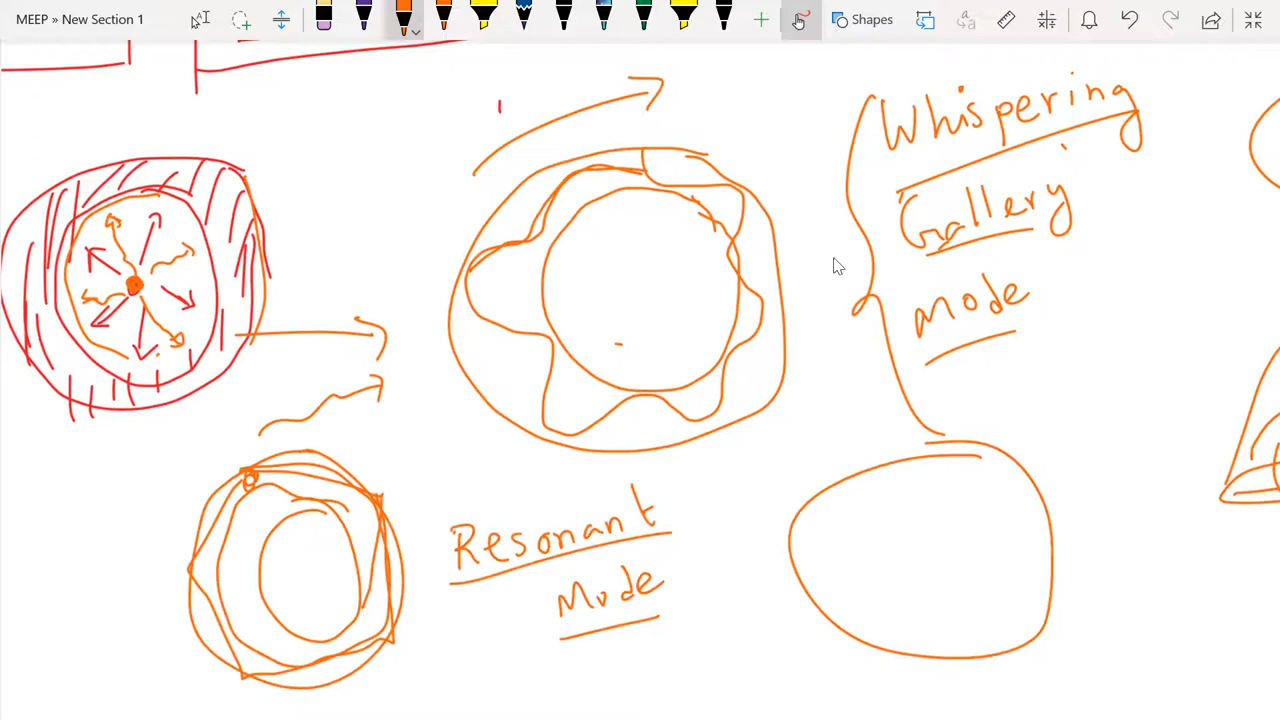 MEEP » New Section 1
Shapes
Whispering
Gallery
Mode
Resonant
Mode